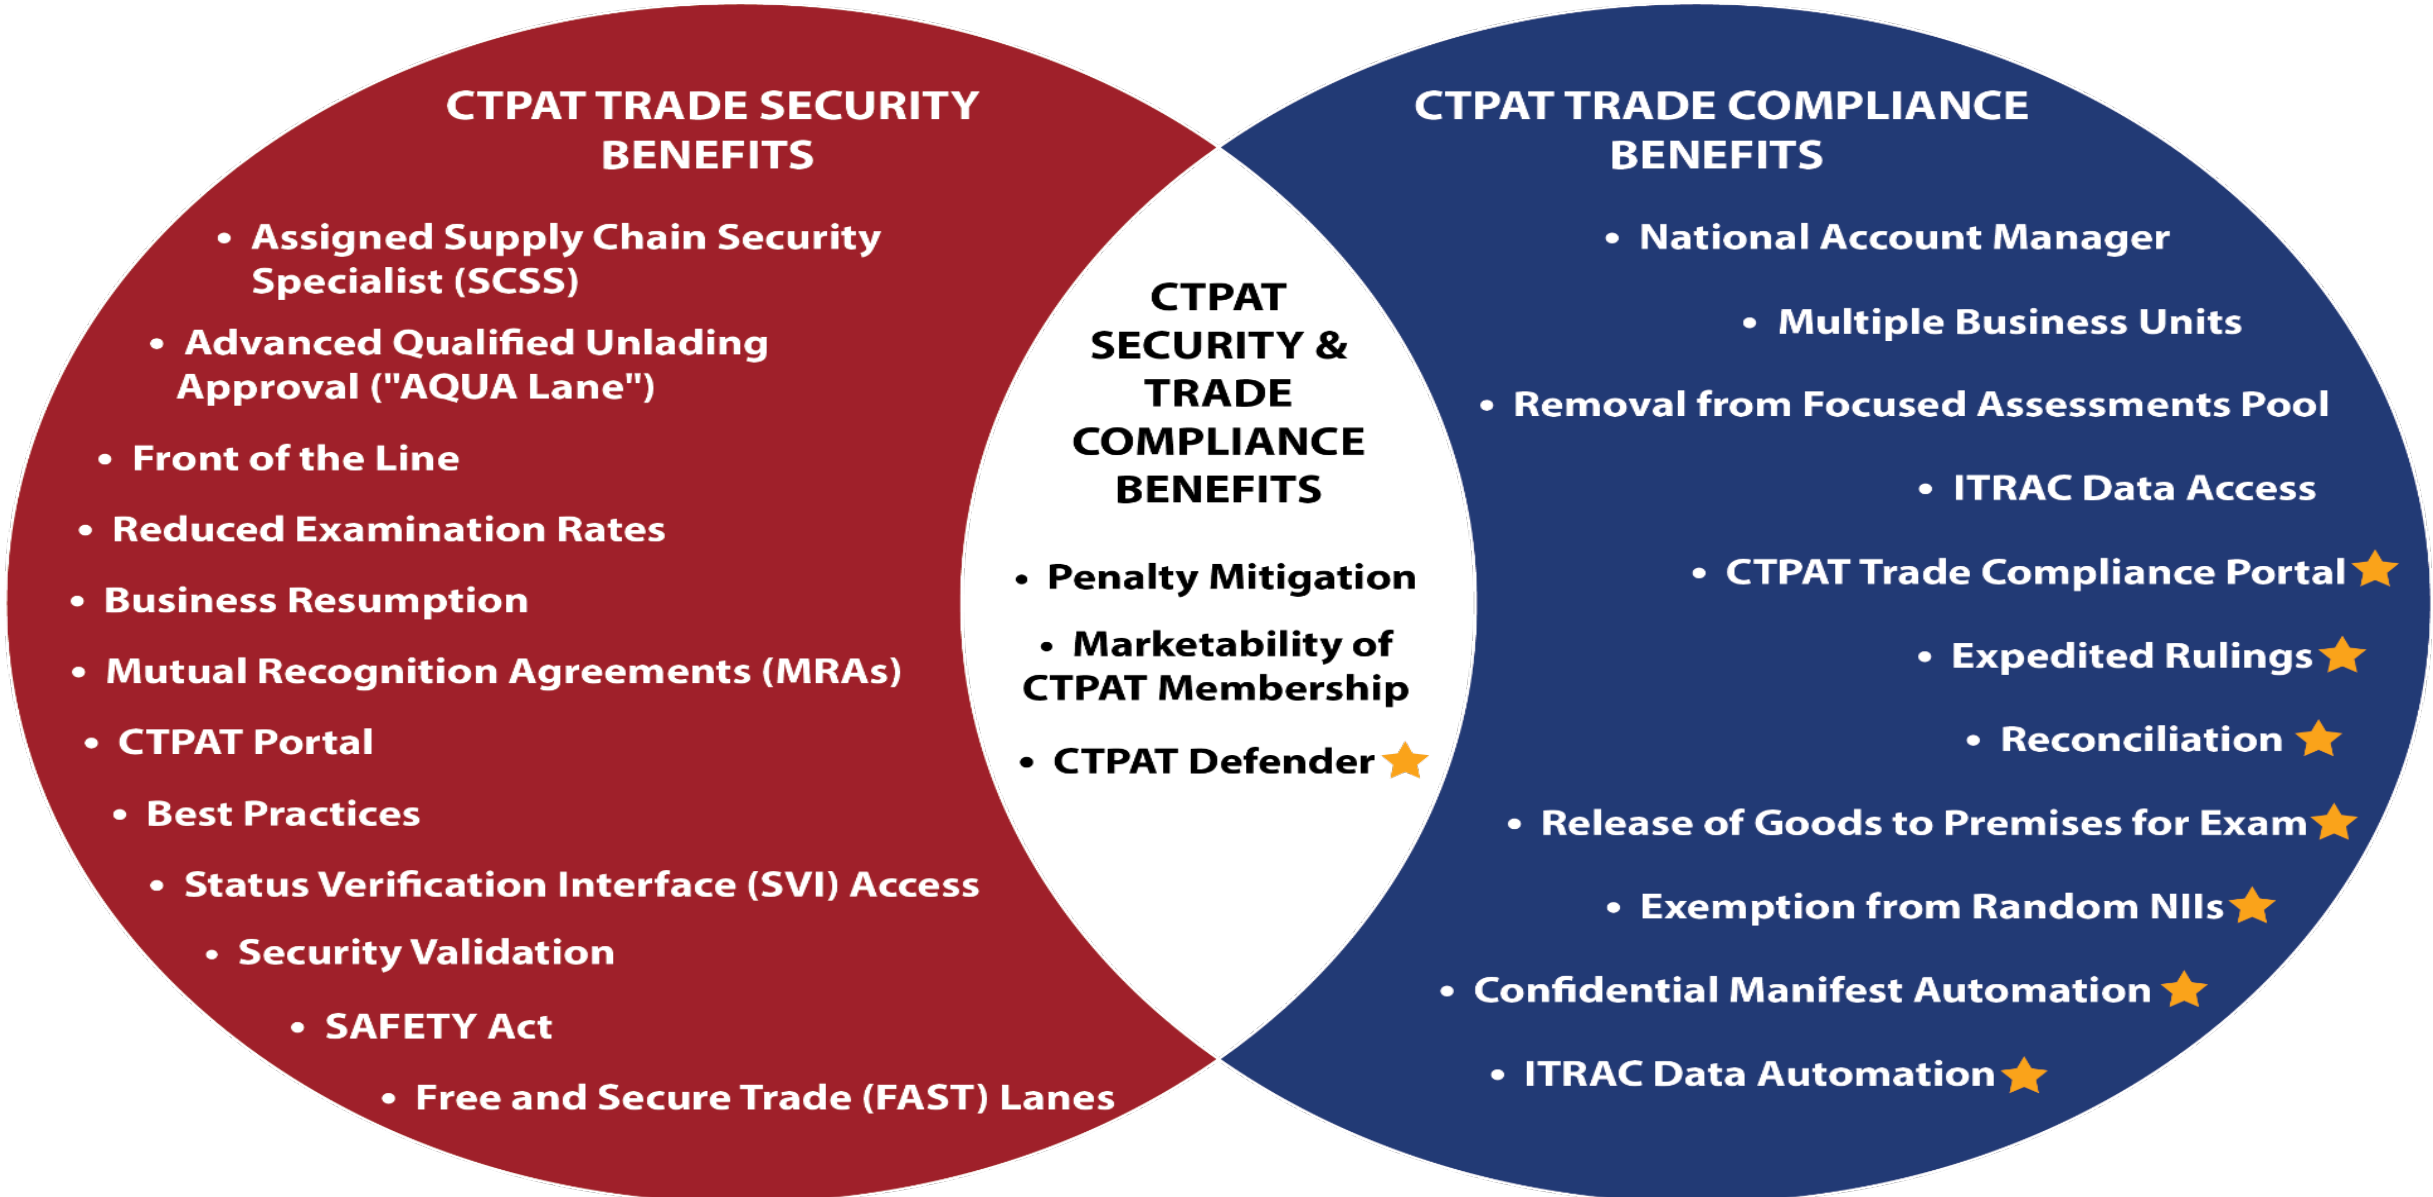 CTPAT TRADE SECURITY
BENEFITS
• Assigned Supply Chain Security
Specialist (SCSS)
• Advanced Qualified Unlading
Approval ("AQUA Lane")
• Front of the Line
• Reduced Examination Rates
• Business Resumption
• Mutual Recognition Agreements (MRAs)
• CTPAT Portal
• Best Practices
• Status Verification Interface (SVI) Access
• Security Validation
• SAFETY Act
• Free and Secure Trade (FAST) Lanes
CTPAT
SECURITY &
TRADE
COMPLIANCE
BENEFITS
• Penalty Mitigation
• Marketability of
CTPAT Membership
• CTPAT Defender
CTPAT TRADE COMPLIANCE
BENEFITS
• National Account Manager
• Multiple Business Units
• Removal from Focused Assessments Pool
• ITRAC Data Access
• CTPAT Trade Compliance Portal
• Expedited Rulings
• Reconciliation
• Release of Goods to Premises for Exam
• Exemption from Random NIIs
• Confidential Manifest Automation
• ITRAC Data Automation